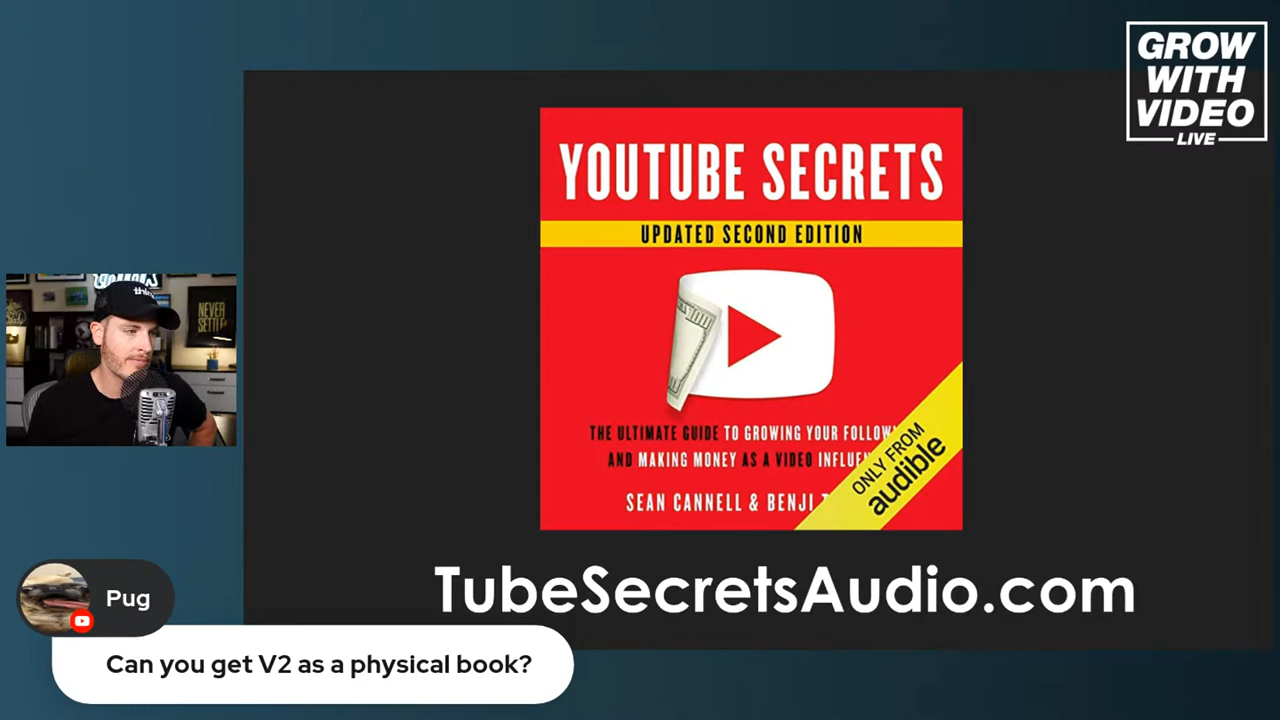 GROW
WITH
VIDEO
LIVE
YOUTUBE SECRETS
UPDATED SECOND EDITION
THE ULTIMATE GUIDE TO GROWING YOUR
AND MAKING MONEY AS A VIDEO
SEAN CANNELL & BENJI
ONLY FROM
audible
TubeSecretsAudio.com
NEVER
SETTLE
Pug
Can you get V2 as a physical book?